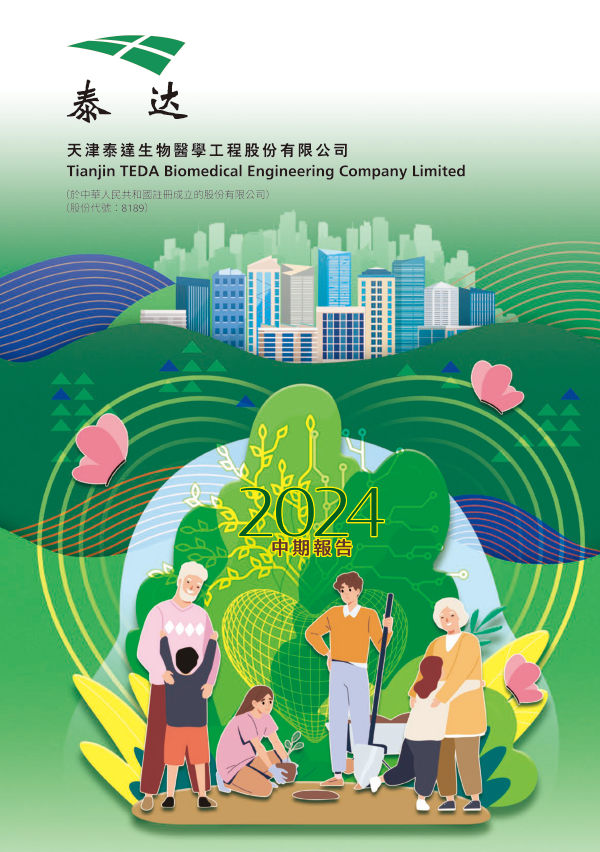 泰 达
天津泰達生物醫學工程股份有限公司
Tianjin TEDA Biomedical Engineering Company Limited
（於中華人民共和國註冊成立的股份有限公司）
（股份代號：8189）
2024
中期報告